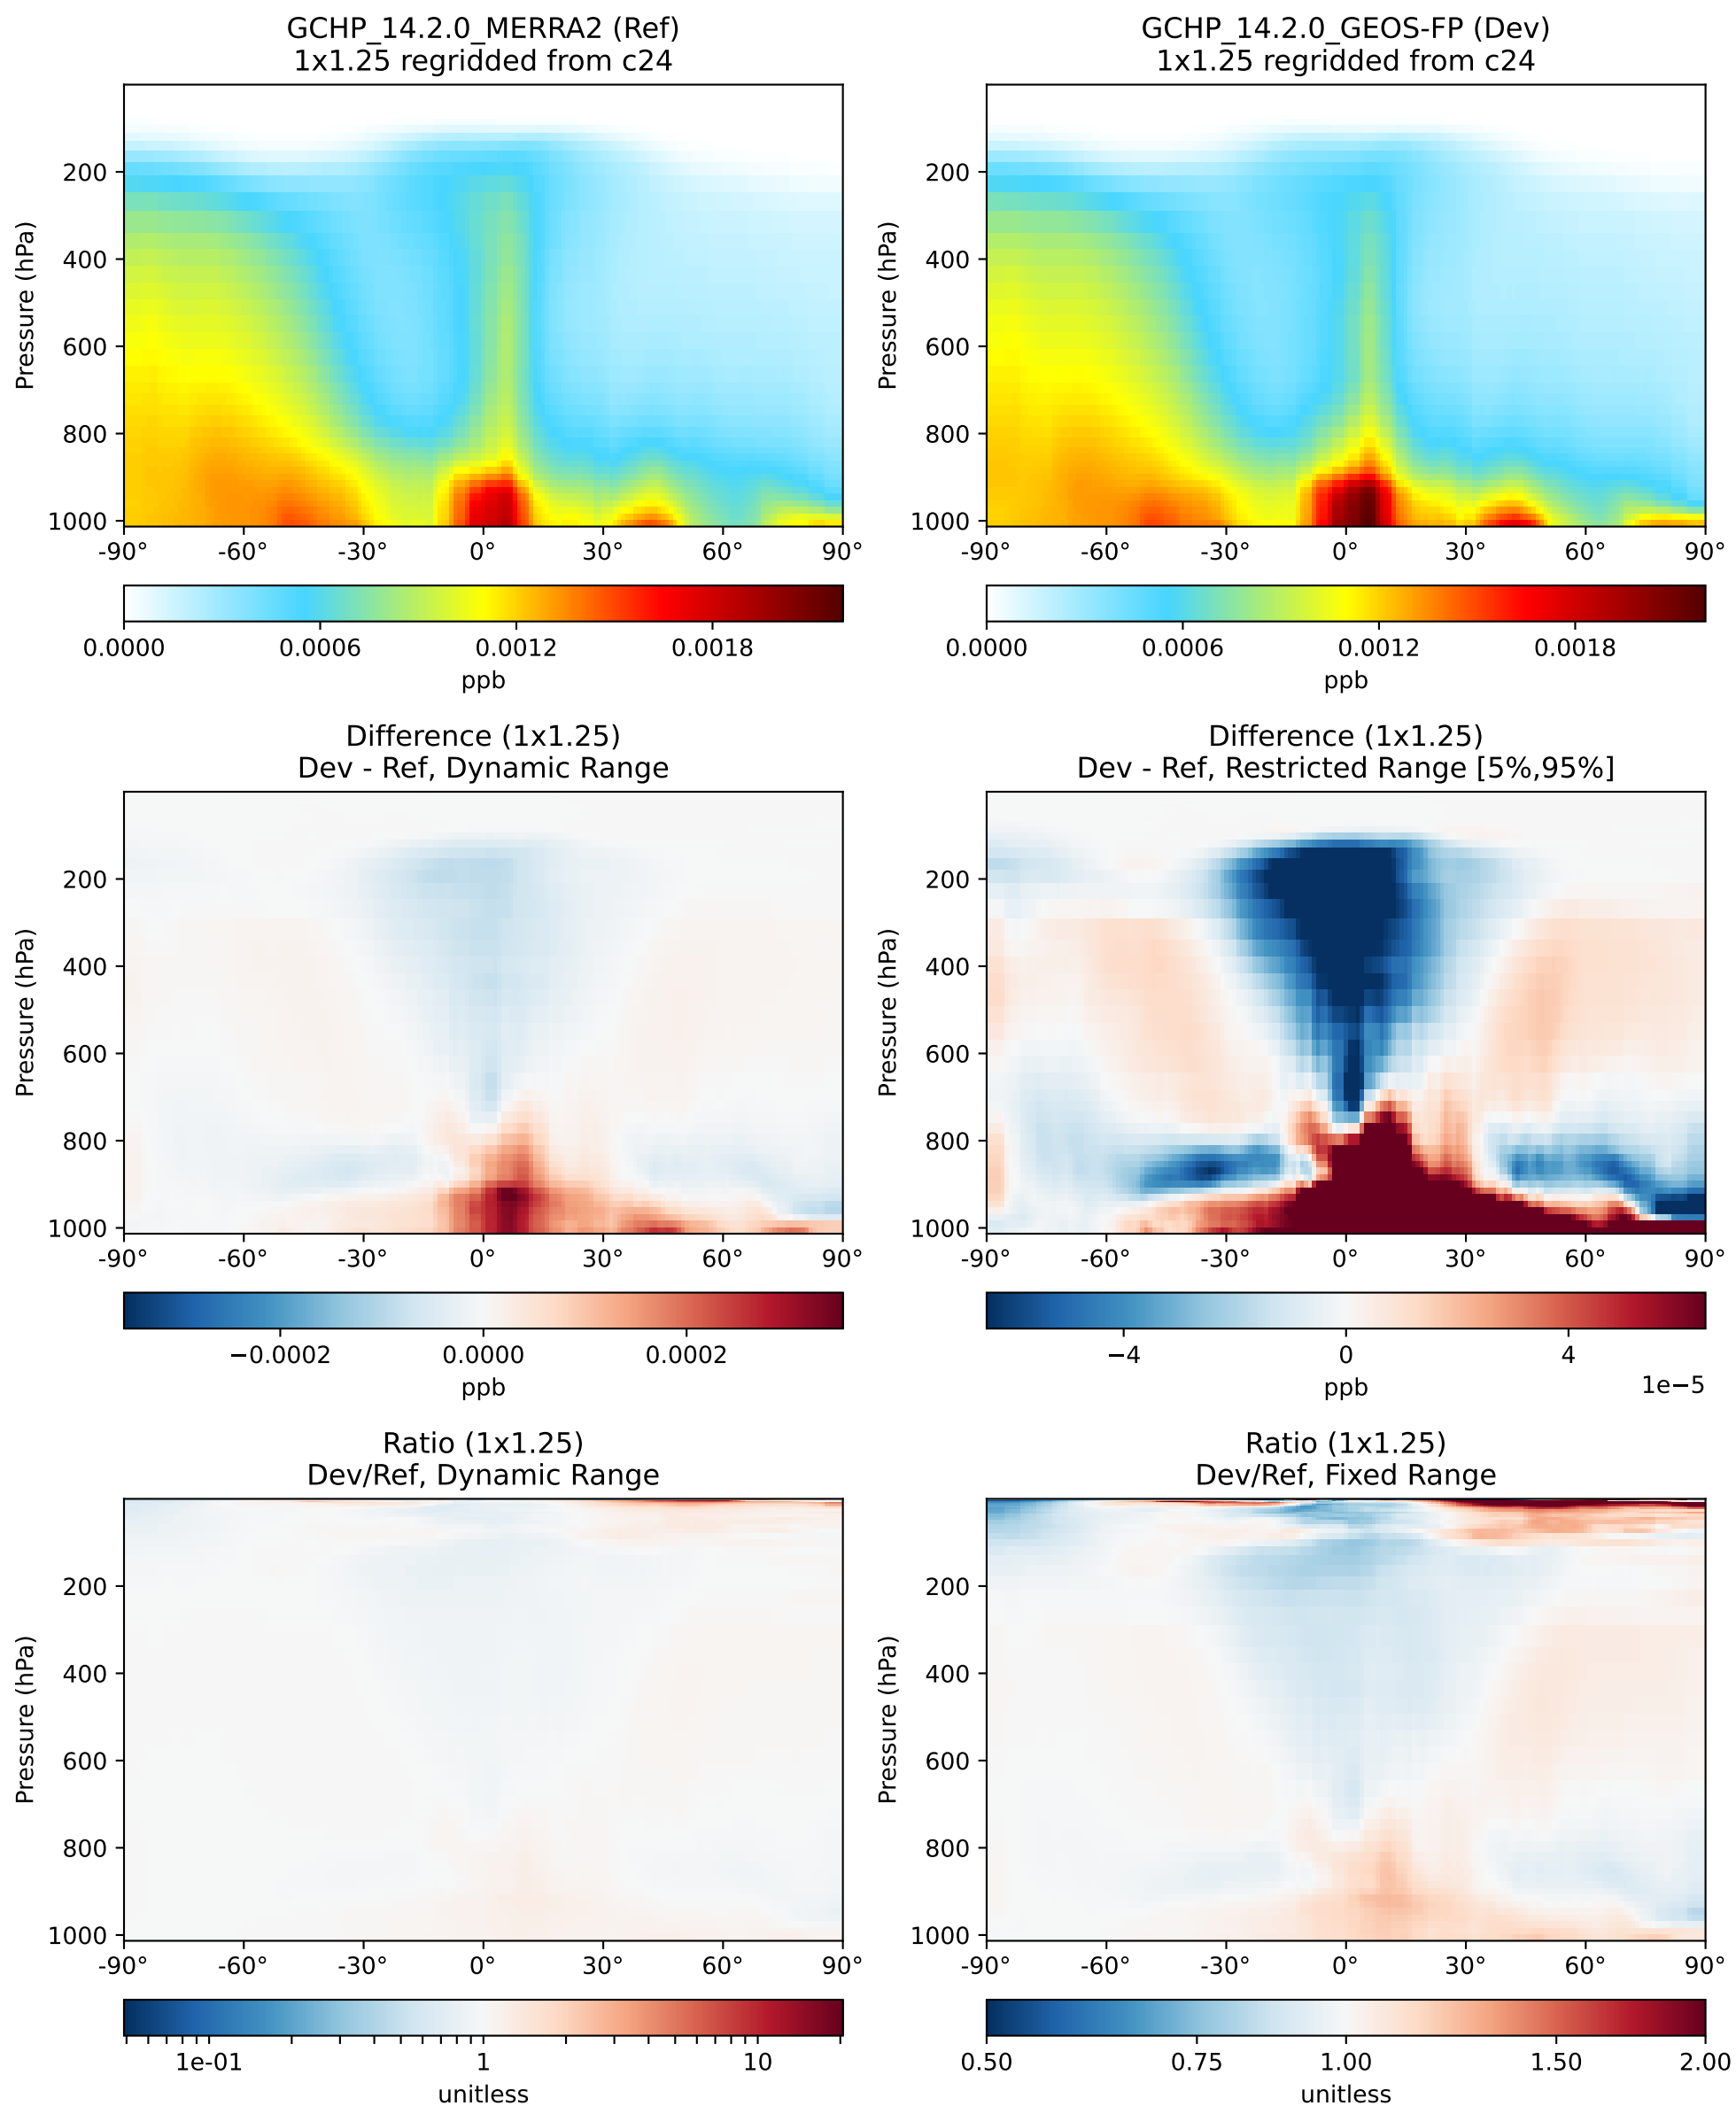 GCHP_14.2.0_MERRA2 (Ref)
1x1.25 regridded from c24
Pressure (hPa)
200
400
600
800
1000
-90° -60° -30° 0° 30° 60° 90°
0.0000 0.0006 0.0012 0.0018
ppb
GCHP_14.2.0_GEOS-FP (Dev)
1x1.25 regridded from c24
Pressure (hPa)
200
400
600
800
1000
-90° -60° -30° 0° 30° 60° 90°
0.0000 0.0006 0.0012 0.0018
ppb
Difference (1x1.25)
Dev - Ref, Dynamic Range
Pressure (hPa)
200
400
600
800
1000
-90° -60° -30° 0° 30° 60° 90°
−0.0002 0.0000 0.0002
ppb
Difference (1x1.25)
Dev - Ref, Restricted Range [5%,95%]
Pressure (hPa)
200
400
600
800
1000
-90° -60° -30° 0° 30° 60° 90°
−4 0 4
ppb
1e−5
Ratio (1x1.25)
Dev/Ref, Dynamic Range
Pressure (hPa)
200
400
600
800
1000
-90° -60° -30° 0° 30° 60° 90°
1e-01 1 10
unitless
Ratio (1x1.25)
Dev/Ref, Fixed Range
Pressure (hPa)
200
400
600
800
1000
-90° -60° -30° 0° 30° 60° 90°
0.50 0.75 1.00 1.50 2.00
unitless